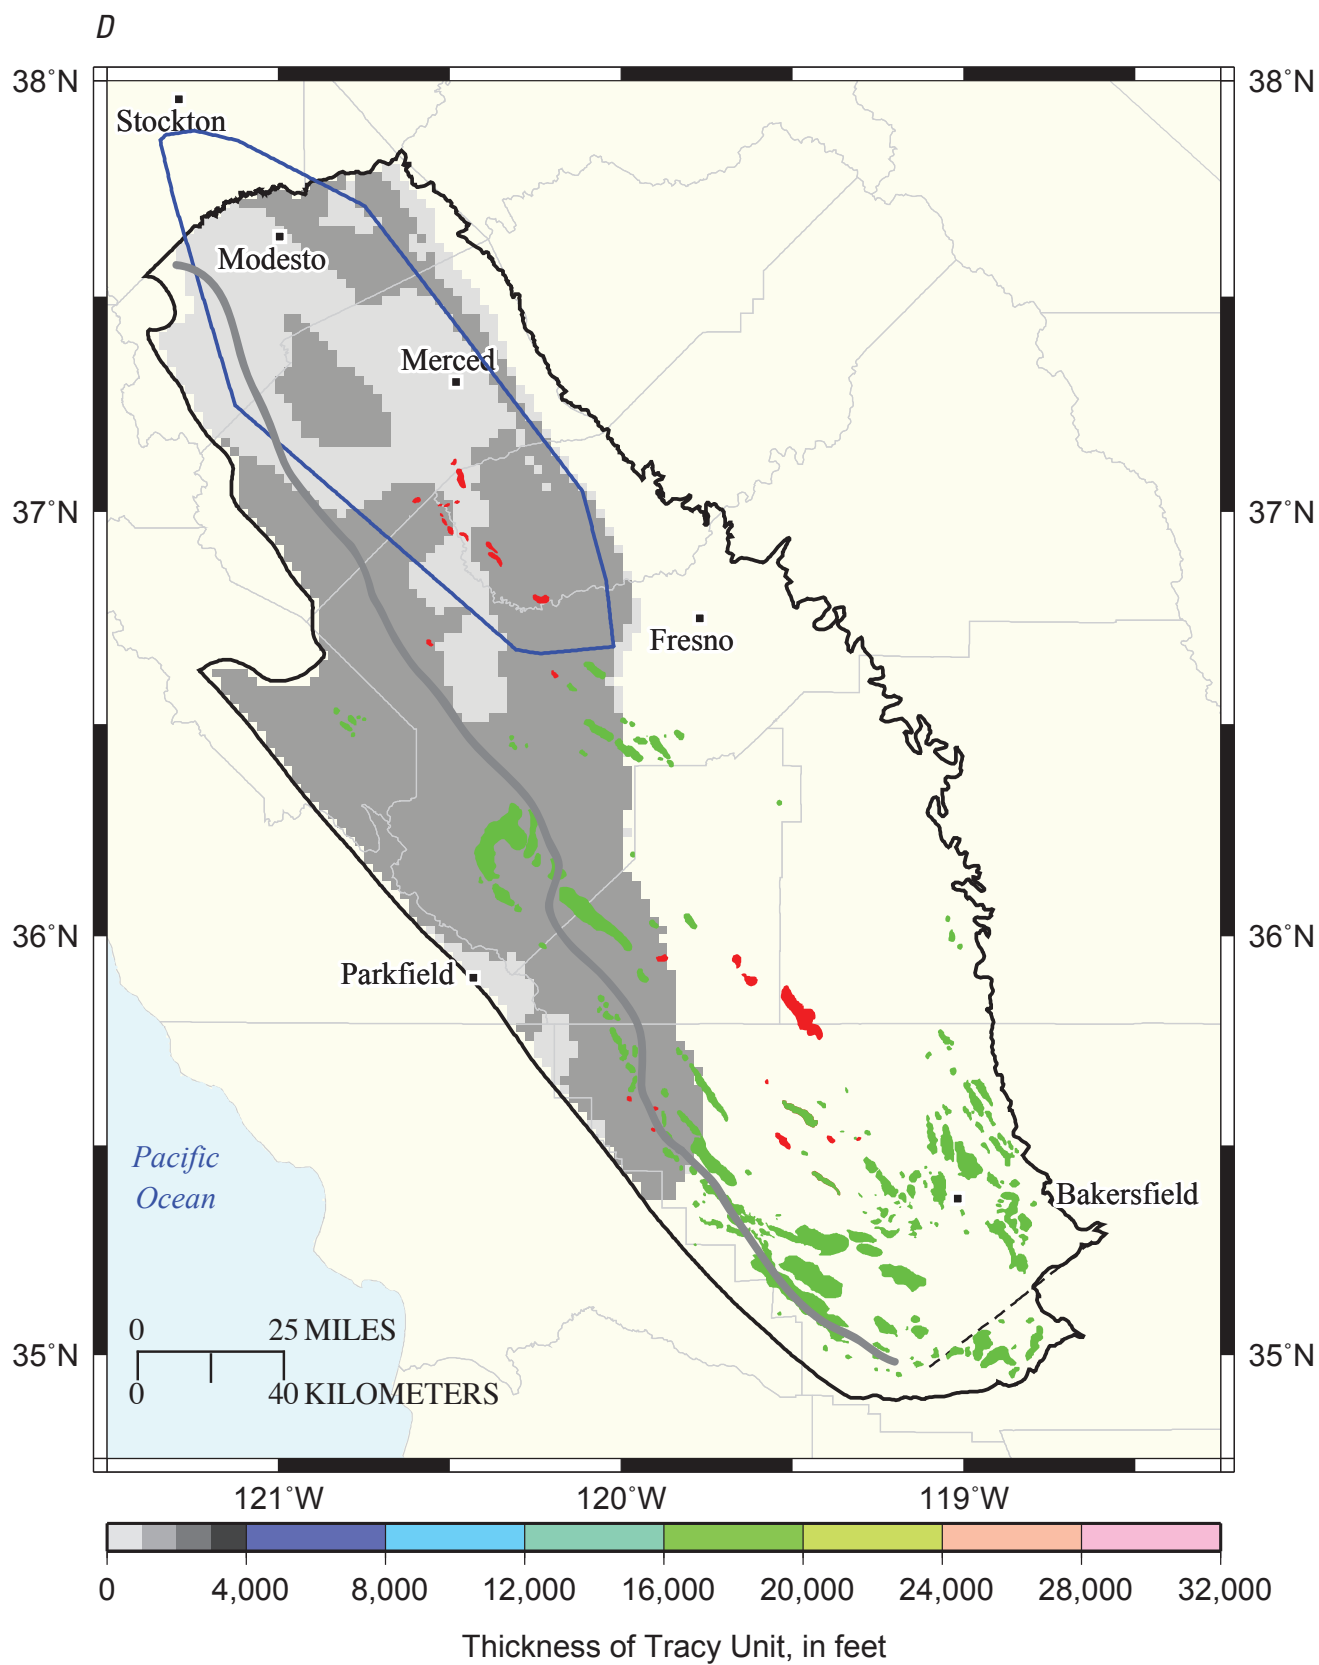 D
38°N
38°N
Stockton
Modesto
Merced
37°N
37°N
Fresno
36°N
36°N
Parkfield
Pacific
Ocean
Bakersfield
0
25 MILES
35°N
35°N
0
40 KILOMETERS
121°W
120°W
119°W
0
4,000
8,000
12,000
16,000
20,000
24,000
28,000
32,000
Thickness of Tracy Unit, in feet